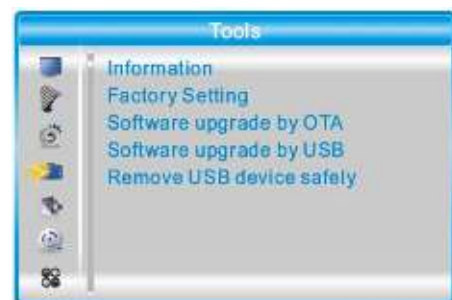 Tools
Information
Factory Setting
Software upgrade by OTA
Software upgrade by USB
Remove USB device safely